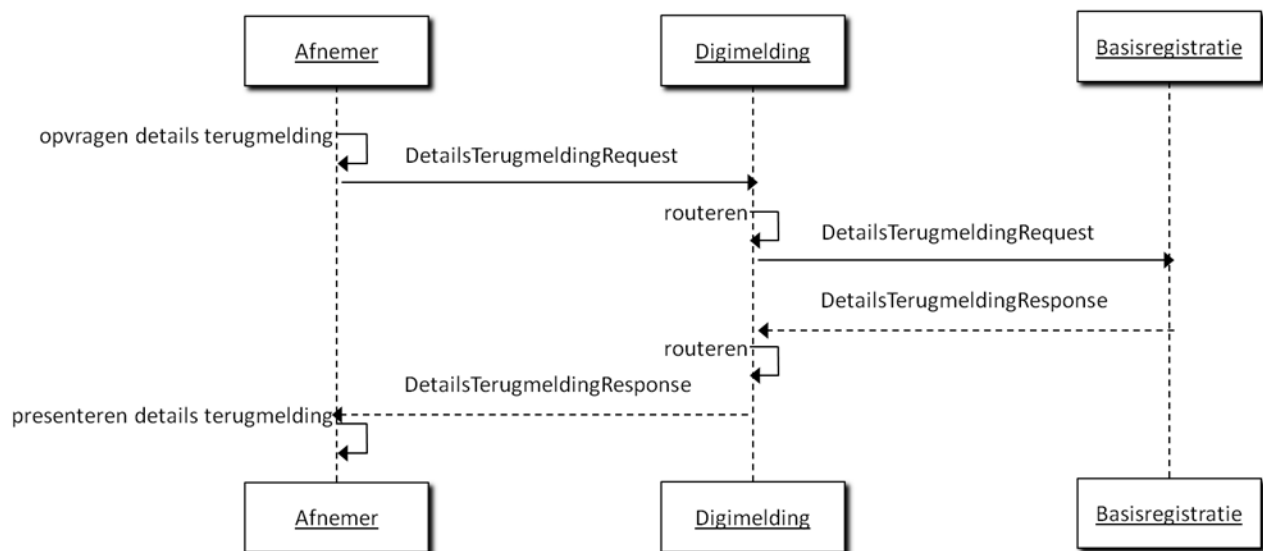 Afnemer
Digimelding
Basisregistratie
opvragen details terugmelding
DetailsTerugmeldingRequest
routeren
DetailsTerugmeldingRequest
DetailsTerugmeldingResponse
routeren
DetailsTerugmeldingResponse
presenteren details terugmelding
Afnemer
Digimelding
Basisregistratie